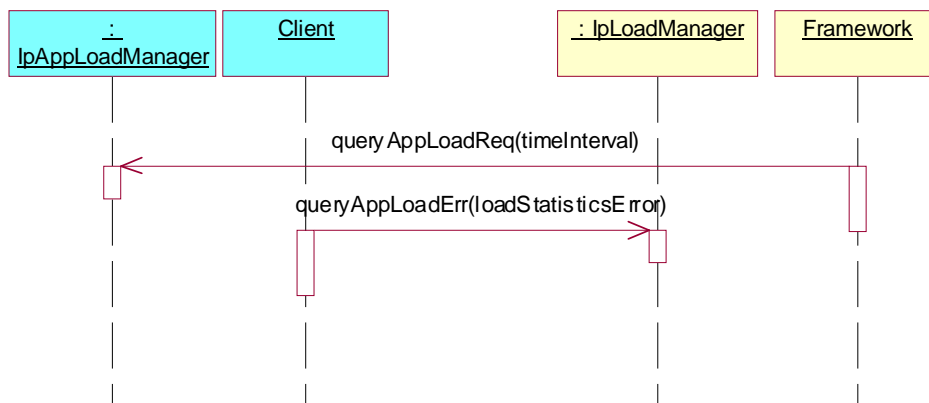 :
IpAppLoadManager
Client
: IpLoadManager
Framework
queryAppLoadReq(timeInterval)
queryAppLoadErr(loadStatisticsError)